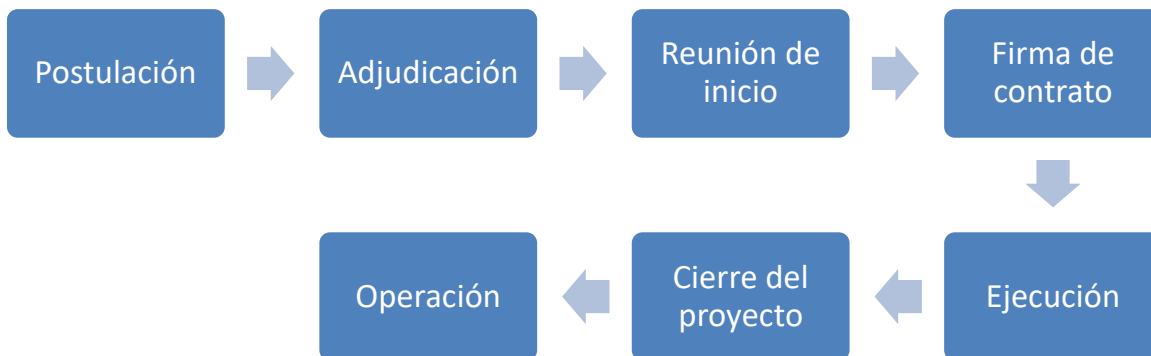 Postulación
Adjudicación
Reunión de
inicio
Firma de
contrato
Ejecución
Cierre del
proyecto
Operación